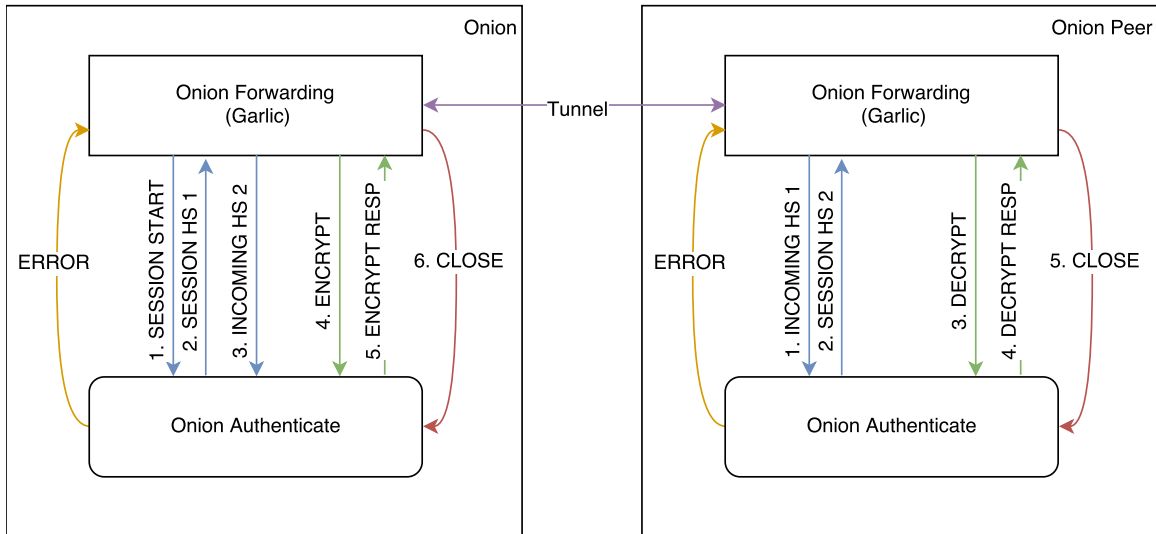 Onion
Onion Forwarding
(Garlic)
ERROR
1. SESSION START
2. SESSION HS 1
3. INCOMING HS 2
4. ENCRYPT
5. ENCRYPT RESP
6. CLOSE
Onion Authenticate
Tunnel
Onion Peer
Onion Forwarding
(Garlic)
ERROR
1. INCOMING HS 1
2. SESSION HS 2
3. DECRYPT
4. DECRYPT RESP
5. CLOSE
Onion Authenticate